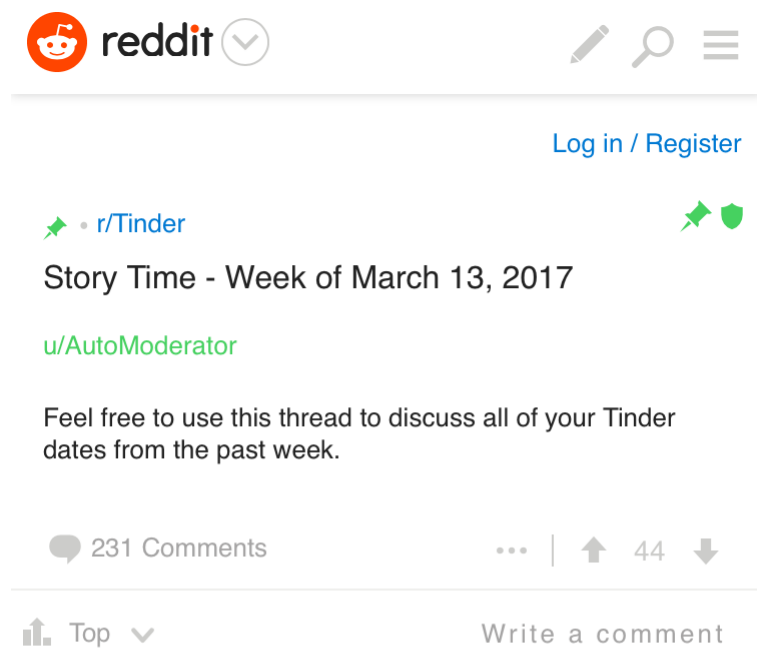 reddit
Log in / Register
r/Tinder
Story Time - Week of March 13, 2017
u/AutoModerator
Feel free to use this thread to discuss all of your Tinder
dates from the past week.
231 Comments
44
Top
Write a comment